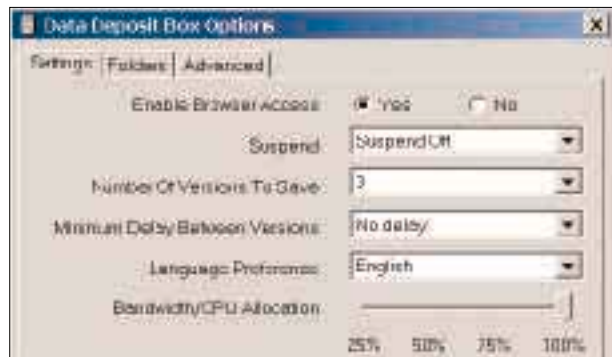 Data Deposit Box Options
Settings Folders Advanced
Enable Browser Access Yes No
Suspend Suspend Off
Number Of Versions To Save 3
Minimum Delay Between Versions No delay
Language Preference English
Bandwidth/CPU Allocation
25% 50% 75% 100%